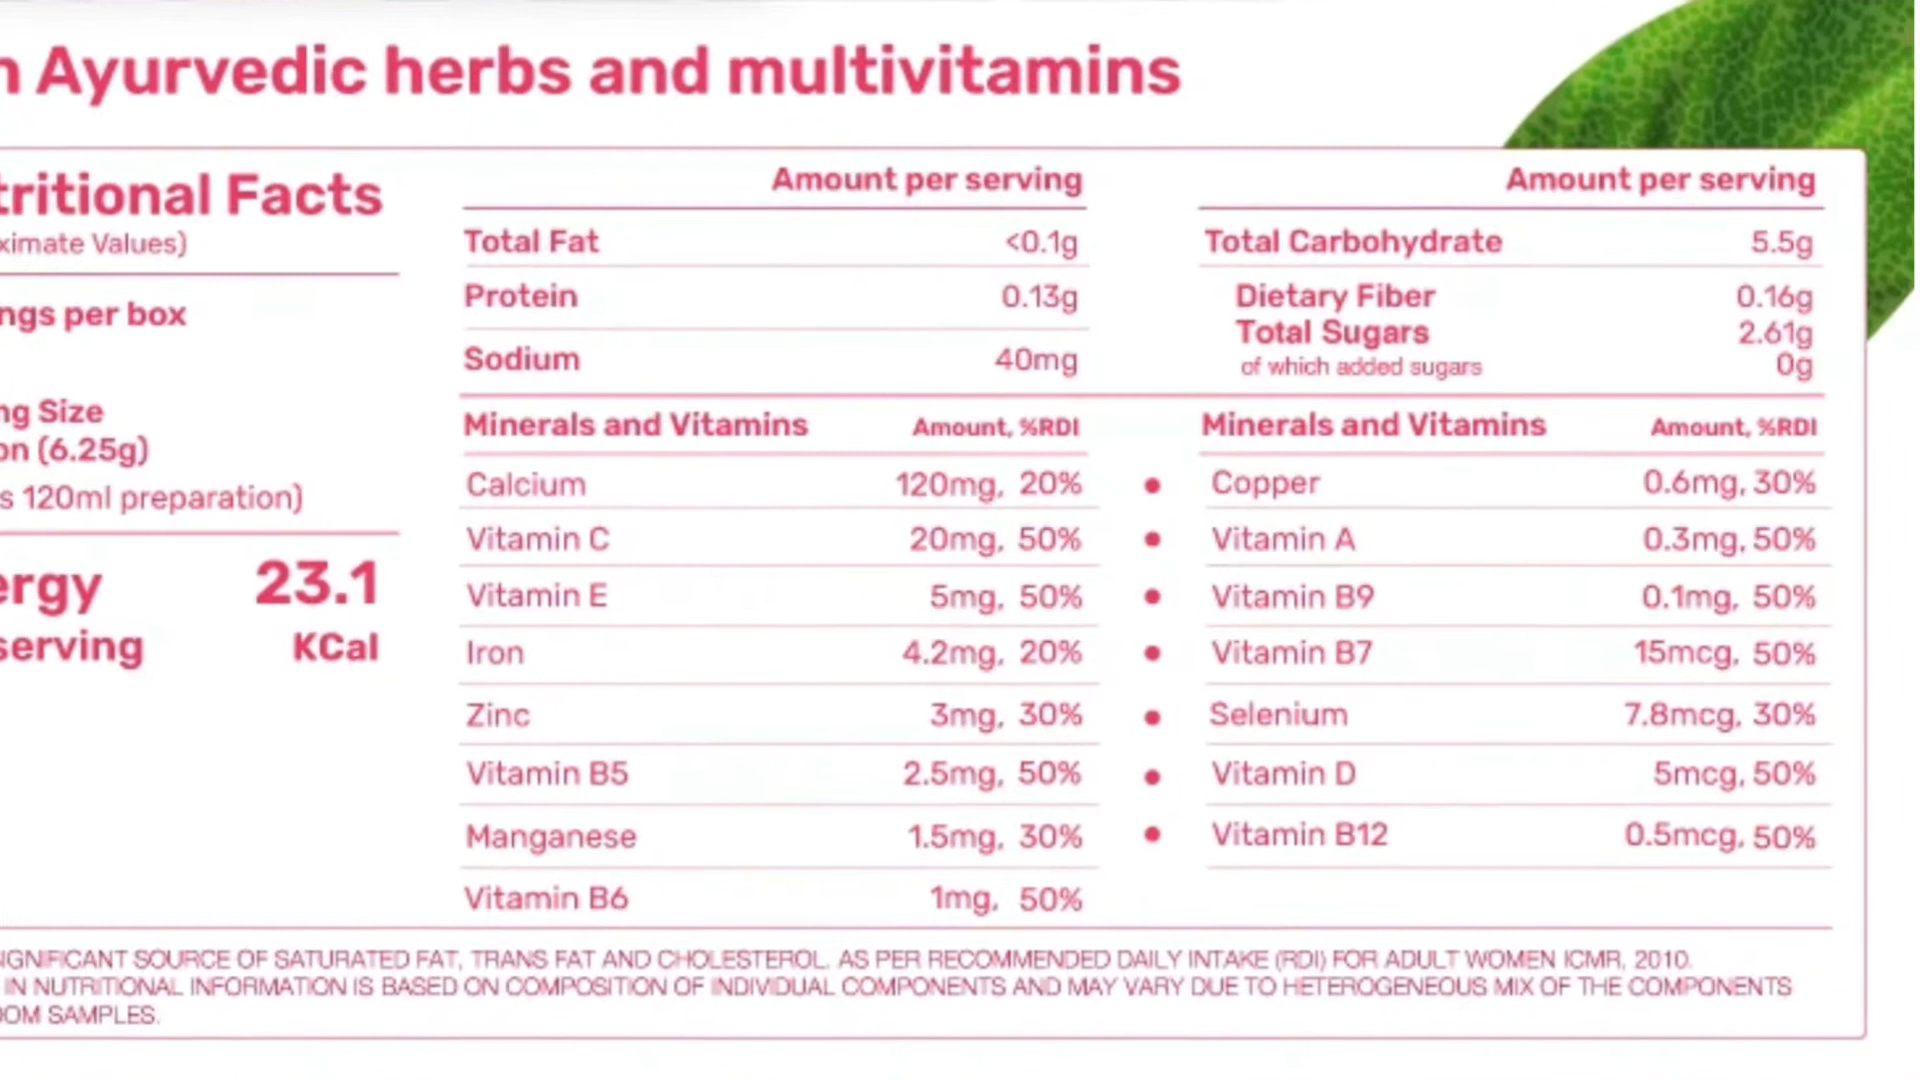 Ayurvedic herbs and multivitamins
tritional Facts
ximate Values)
ngs per box
ng Size
on (6.25g)
s 120ml preparation)
ergy 23.1
serving KCal
Amount per serving
Total Fat <0.1g
Protein 0.13g
Sodium 40mg
Amount per serving
Total Carbohydrate 5.5g
Dietary Fiber 0.16g
Total Sugars 2.61g
of which added sugars 0g
Minerals and Vitamins Amount, %RDI
Calcium 120mg, 20%
Vitamin C 20mg, 50%
Vitamin E 5mg, 50%
Iron 4.2mg, 20%
Zinc 3mg, 30%
Vitamin B5 2.5mg, 50%
Manganese 1.5mg, 30%
Vitamin B6 1mg, 50%
Minerals and Vitamins Amount, %RDI
• Copper 0.6mg, 30%
• Vitamin A 0.3mg, 50%
• Vitamin B9 0.1mg, 50%
• Vitamin B7 15mcg, 50%
• Selenium 7.8mcg, 30%
• Vitamin D 5mcg, 50%
• Vitamin B12 0.5mcg, 50%
IGNIFICANT SOURCE OF SATURATED FAT, TRANS FAT AND CHOLESTEROL. AS PER RECOMMENDED DAILY INTAKE (RDI) FOR ADULT WOMEN ICMR, 2010.
IN NUTRITIONAL INFORMATION IS BASED ON COMPOSITION OF INDIVIDUAL COMPONENTS AND MAY VARY DUE TO HETEROGENEOUS MIX OF THE COMPONENTS
OOM SAMPLES.